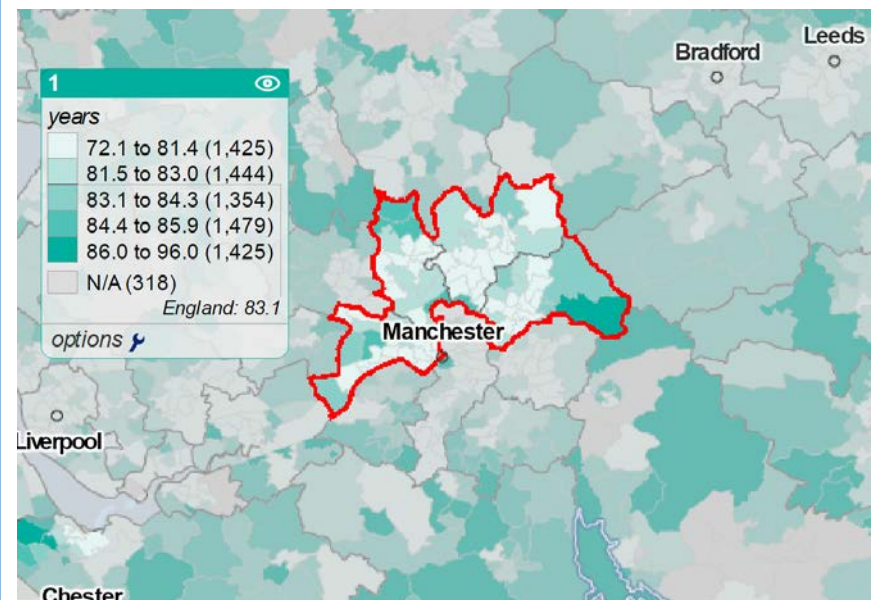 Bradford
Leeds
1
years
72.1 to 81.4 (1,425)
81.5 to 83.0 (1,444)
83.1 to 84.3 (1,354)
84.4 to 85.9 (1,479)
86.0 to 96.0 (1,425)
N/A (318)
England: 83.1
options
Manchester
Liverpool
Chester